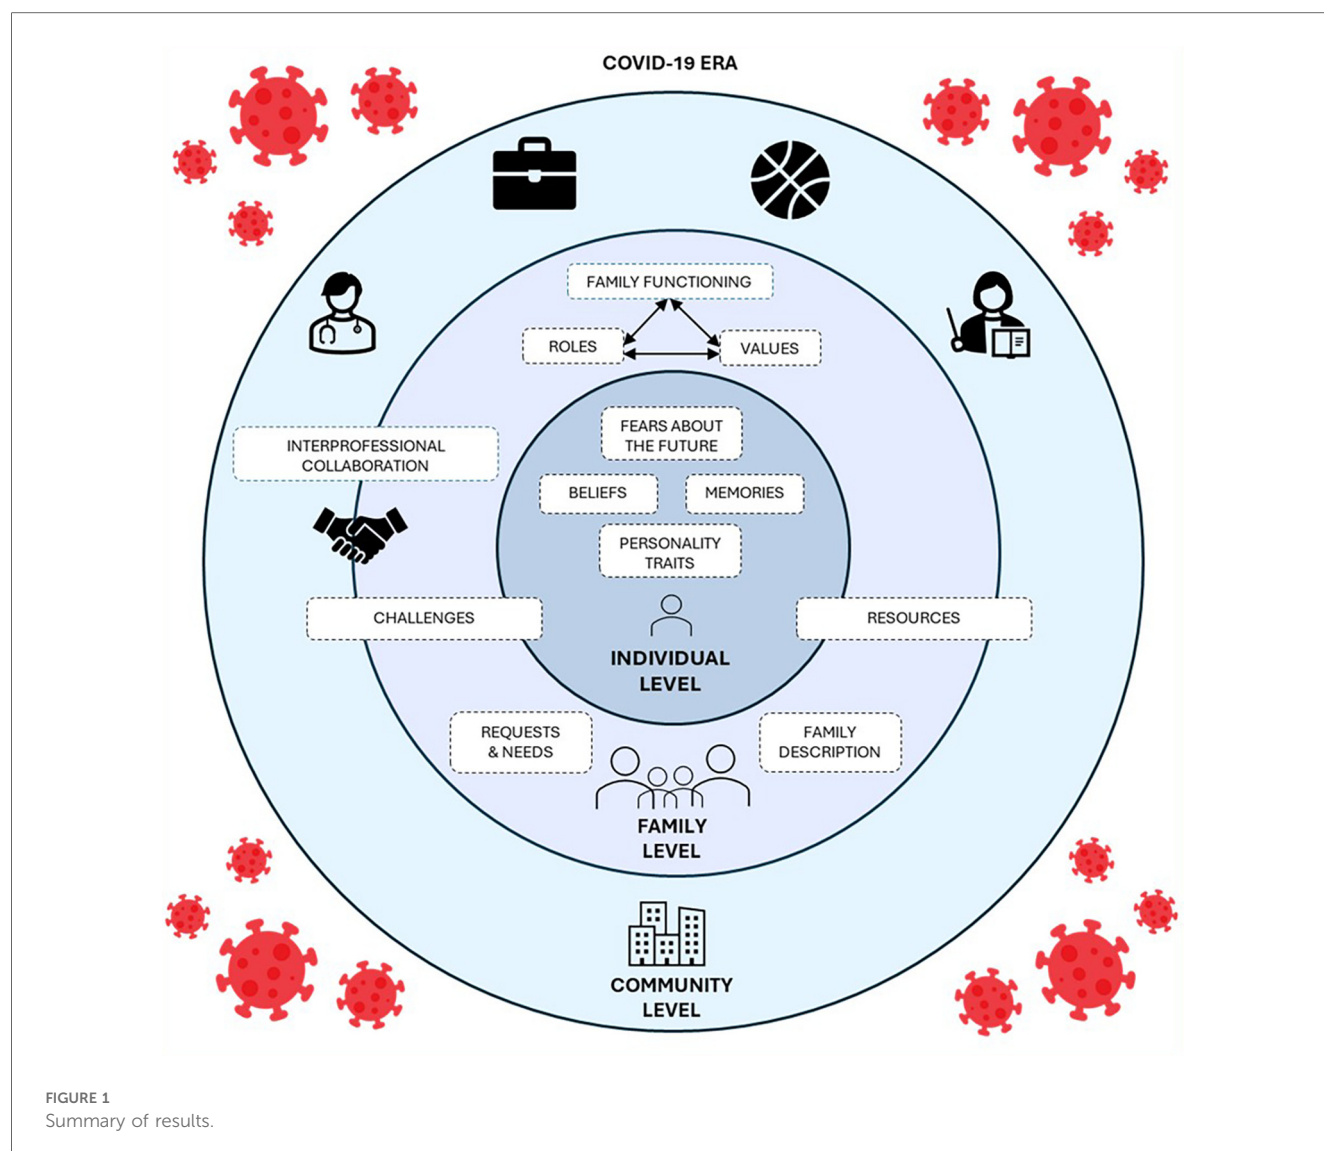 COVID-19 ERA
FAMILY FUNCTIONING
ROLES
VALUES
FEARS ABOUT
THE FUTURE
INTERPROFESSIONAL
COLLABORATION
BELIEFS
MEMORIES
PERSONALITY
TRAITS
CHALLENGES
RESOURCES
INDIVIDUAL
LEVEL
REQUESTS
& NEEDS
FAMILY
DESCRIPTION
FAMILY
LEVEL
COMMUNITY
LEVEL
FIGURE 1
Summary of results.